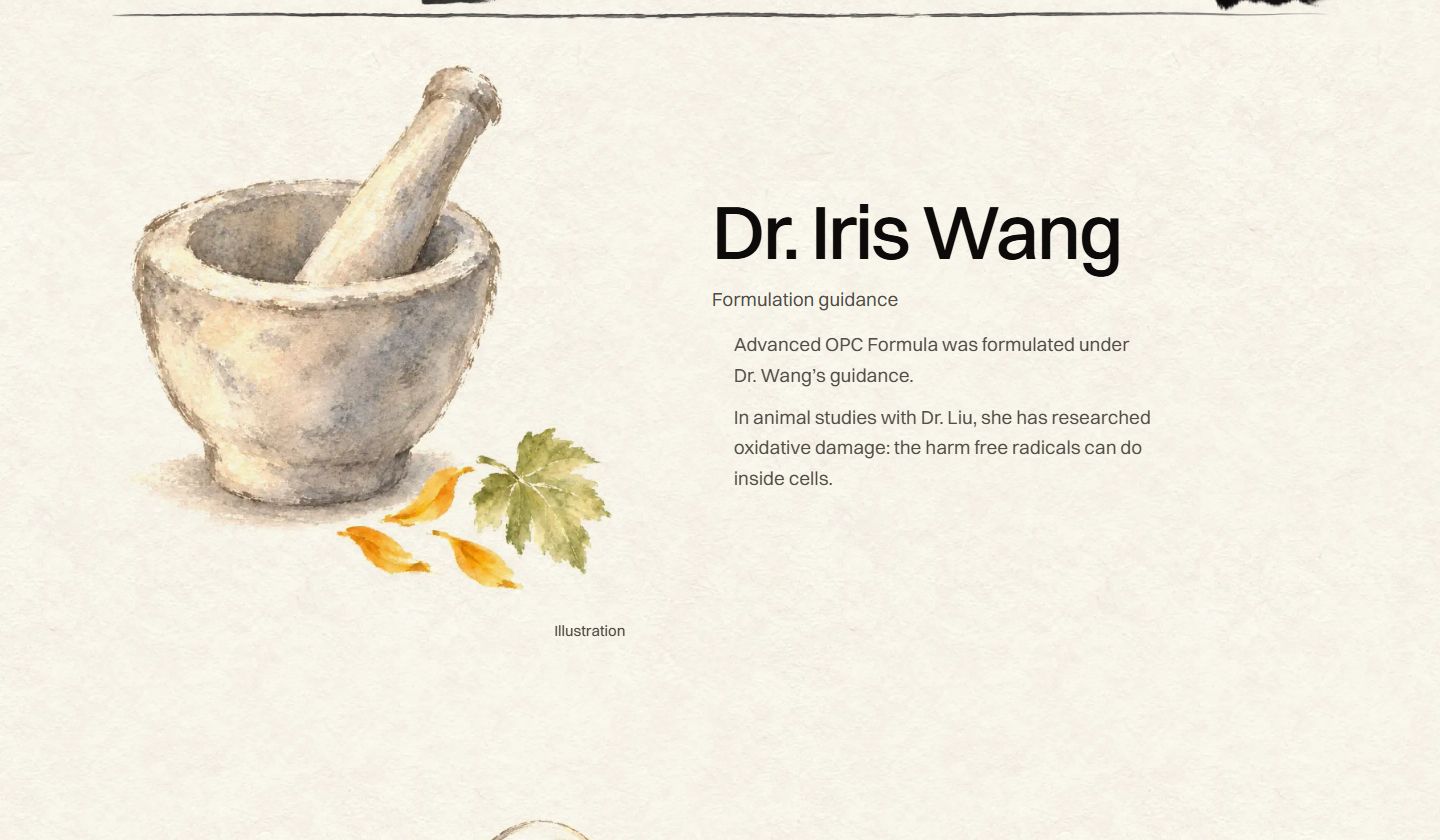 Dr. Iris Wang
Formulation guidance
Advanced OPC Formula was formulated under
Dr. Wang’s guidance.
In animal studies with Dr. Liu, she has researched
oxidative damage: the harm free radicals can do
inside cells.
Illustration